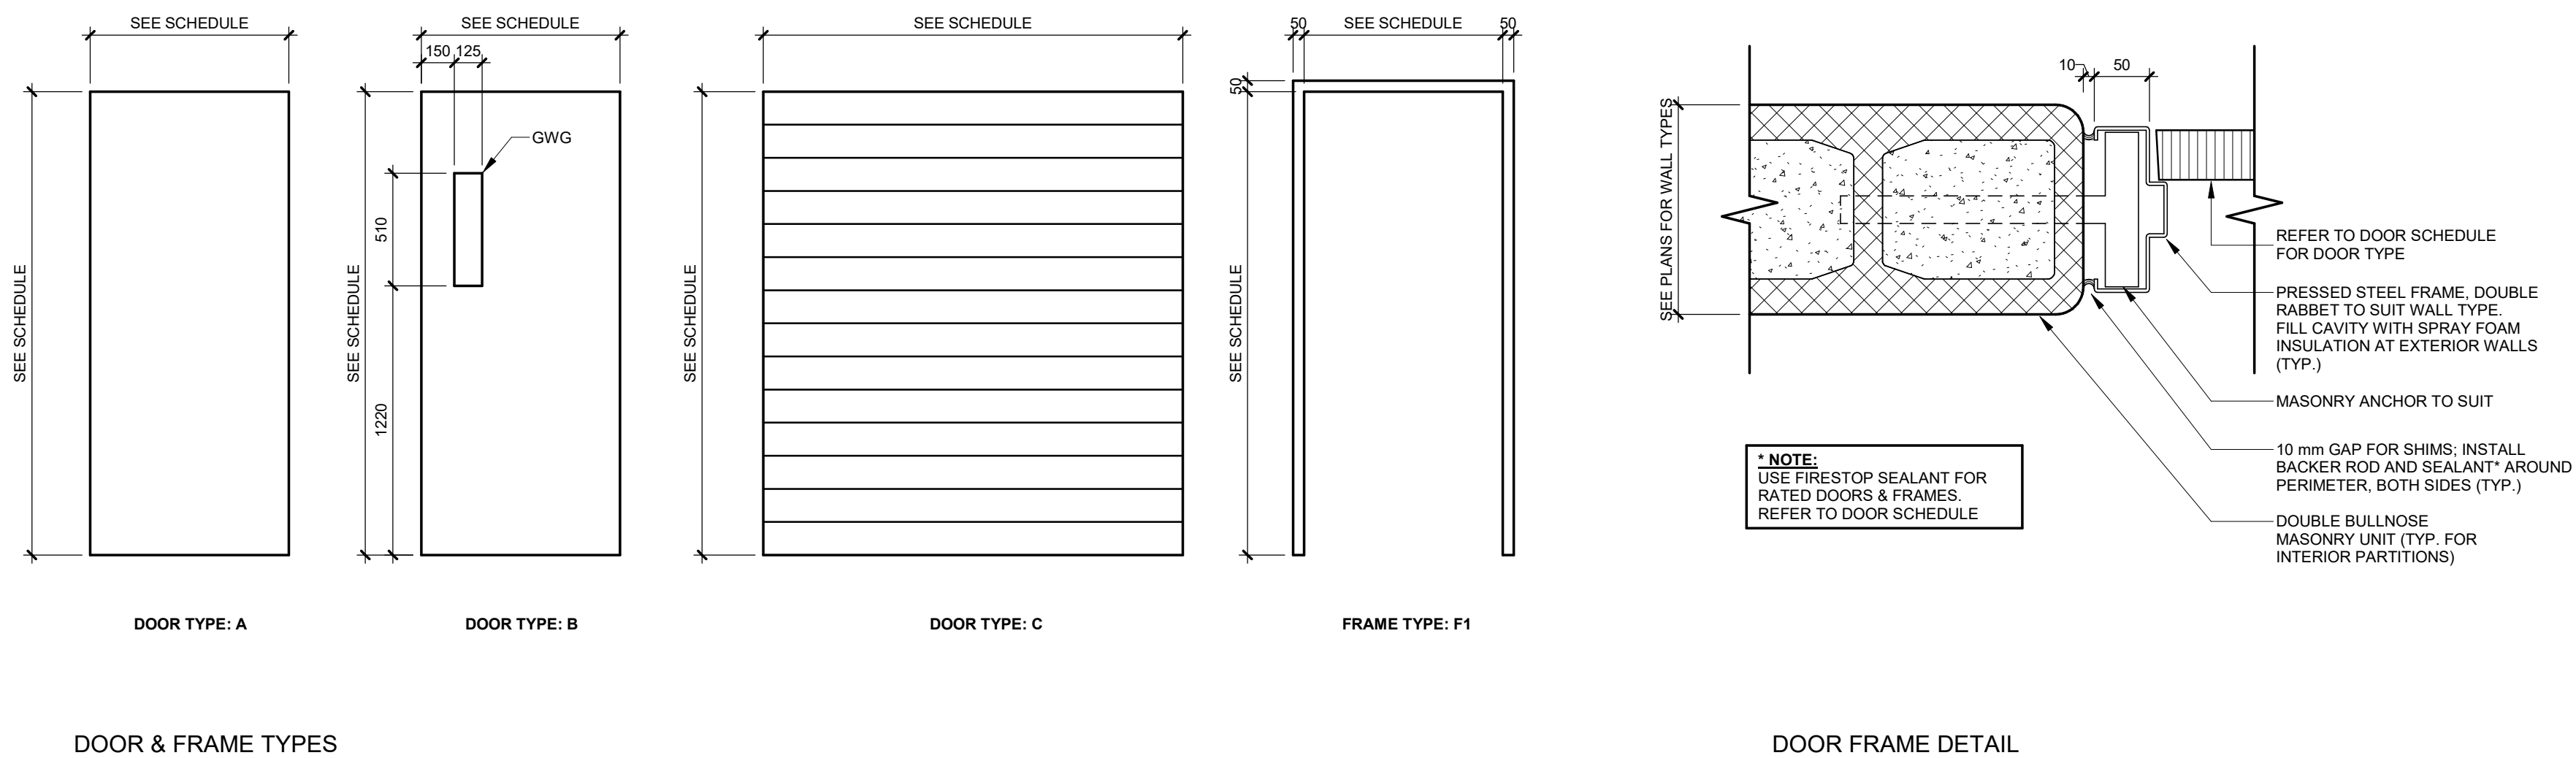 SEE SCHEDULE
SEE SCHEDULE
DOOR TYPE: A
SEE SCHEDULE
150
125
GWG
510
1220
SEE SCHEDULE
DOOR TYPE: B
SEE SCHEDULE
SEE SCHEDULE
DOOR TYPE: C
50
SEE SCHEDULE
50
50
SEE SCHEDULE
FRAME TYPE: F1
DOOR & FRAME TYPES
10
50
SEE PLANS FOR WALL TYPES
REFER TO DOOR SCHEDULE
FOR DOOR TYPE
PRESSED STEEL FRAME, DOUBLE
RABBET TO SUIT WALL TYPE.
FILL CAVITY WITH SPRAY FOAM
INSULATION AT EXTERIOR WALLS
(TYP.)
MASONRY ANCHOR TO SUIT
10 mm GAP FOR SHIMS; INSTALL
BACKER ROD AND SEALANT* AROUND
PERIMETER, BOTH SIDES (TYP.)
DOUBLE BULLNOSE
MASONRY UNIT (TYP. FOR
INTERIOR PARTITIONS)
* NOTE:
USE FIRESTOP SEALANT FOR
RATED DOORS & FRAMES.
REFER TO DOOR SCHEDULE
DOOR FRAME DETAIL